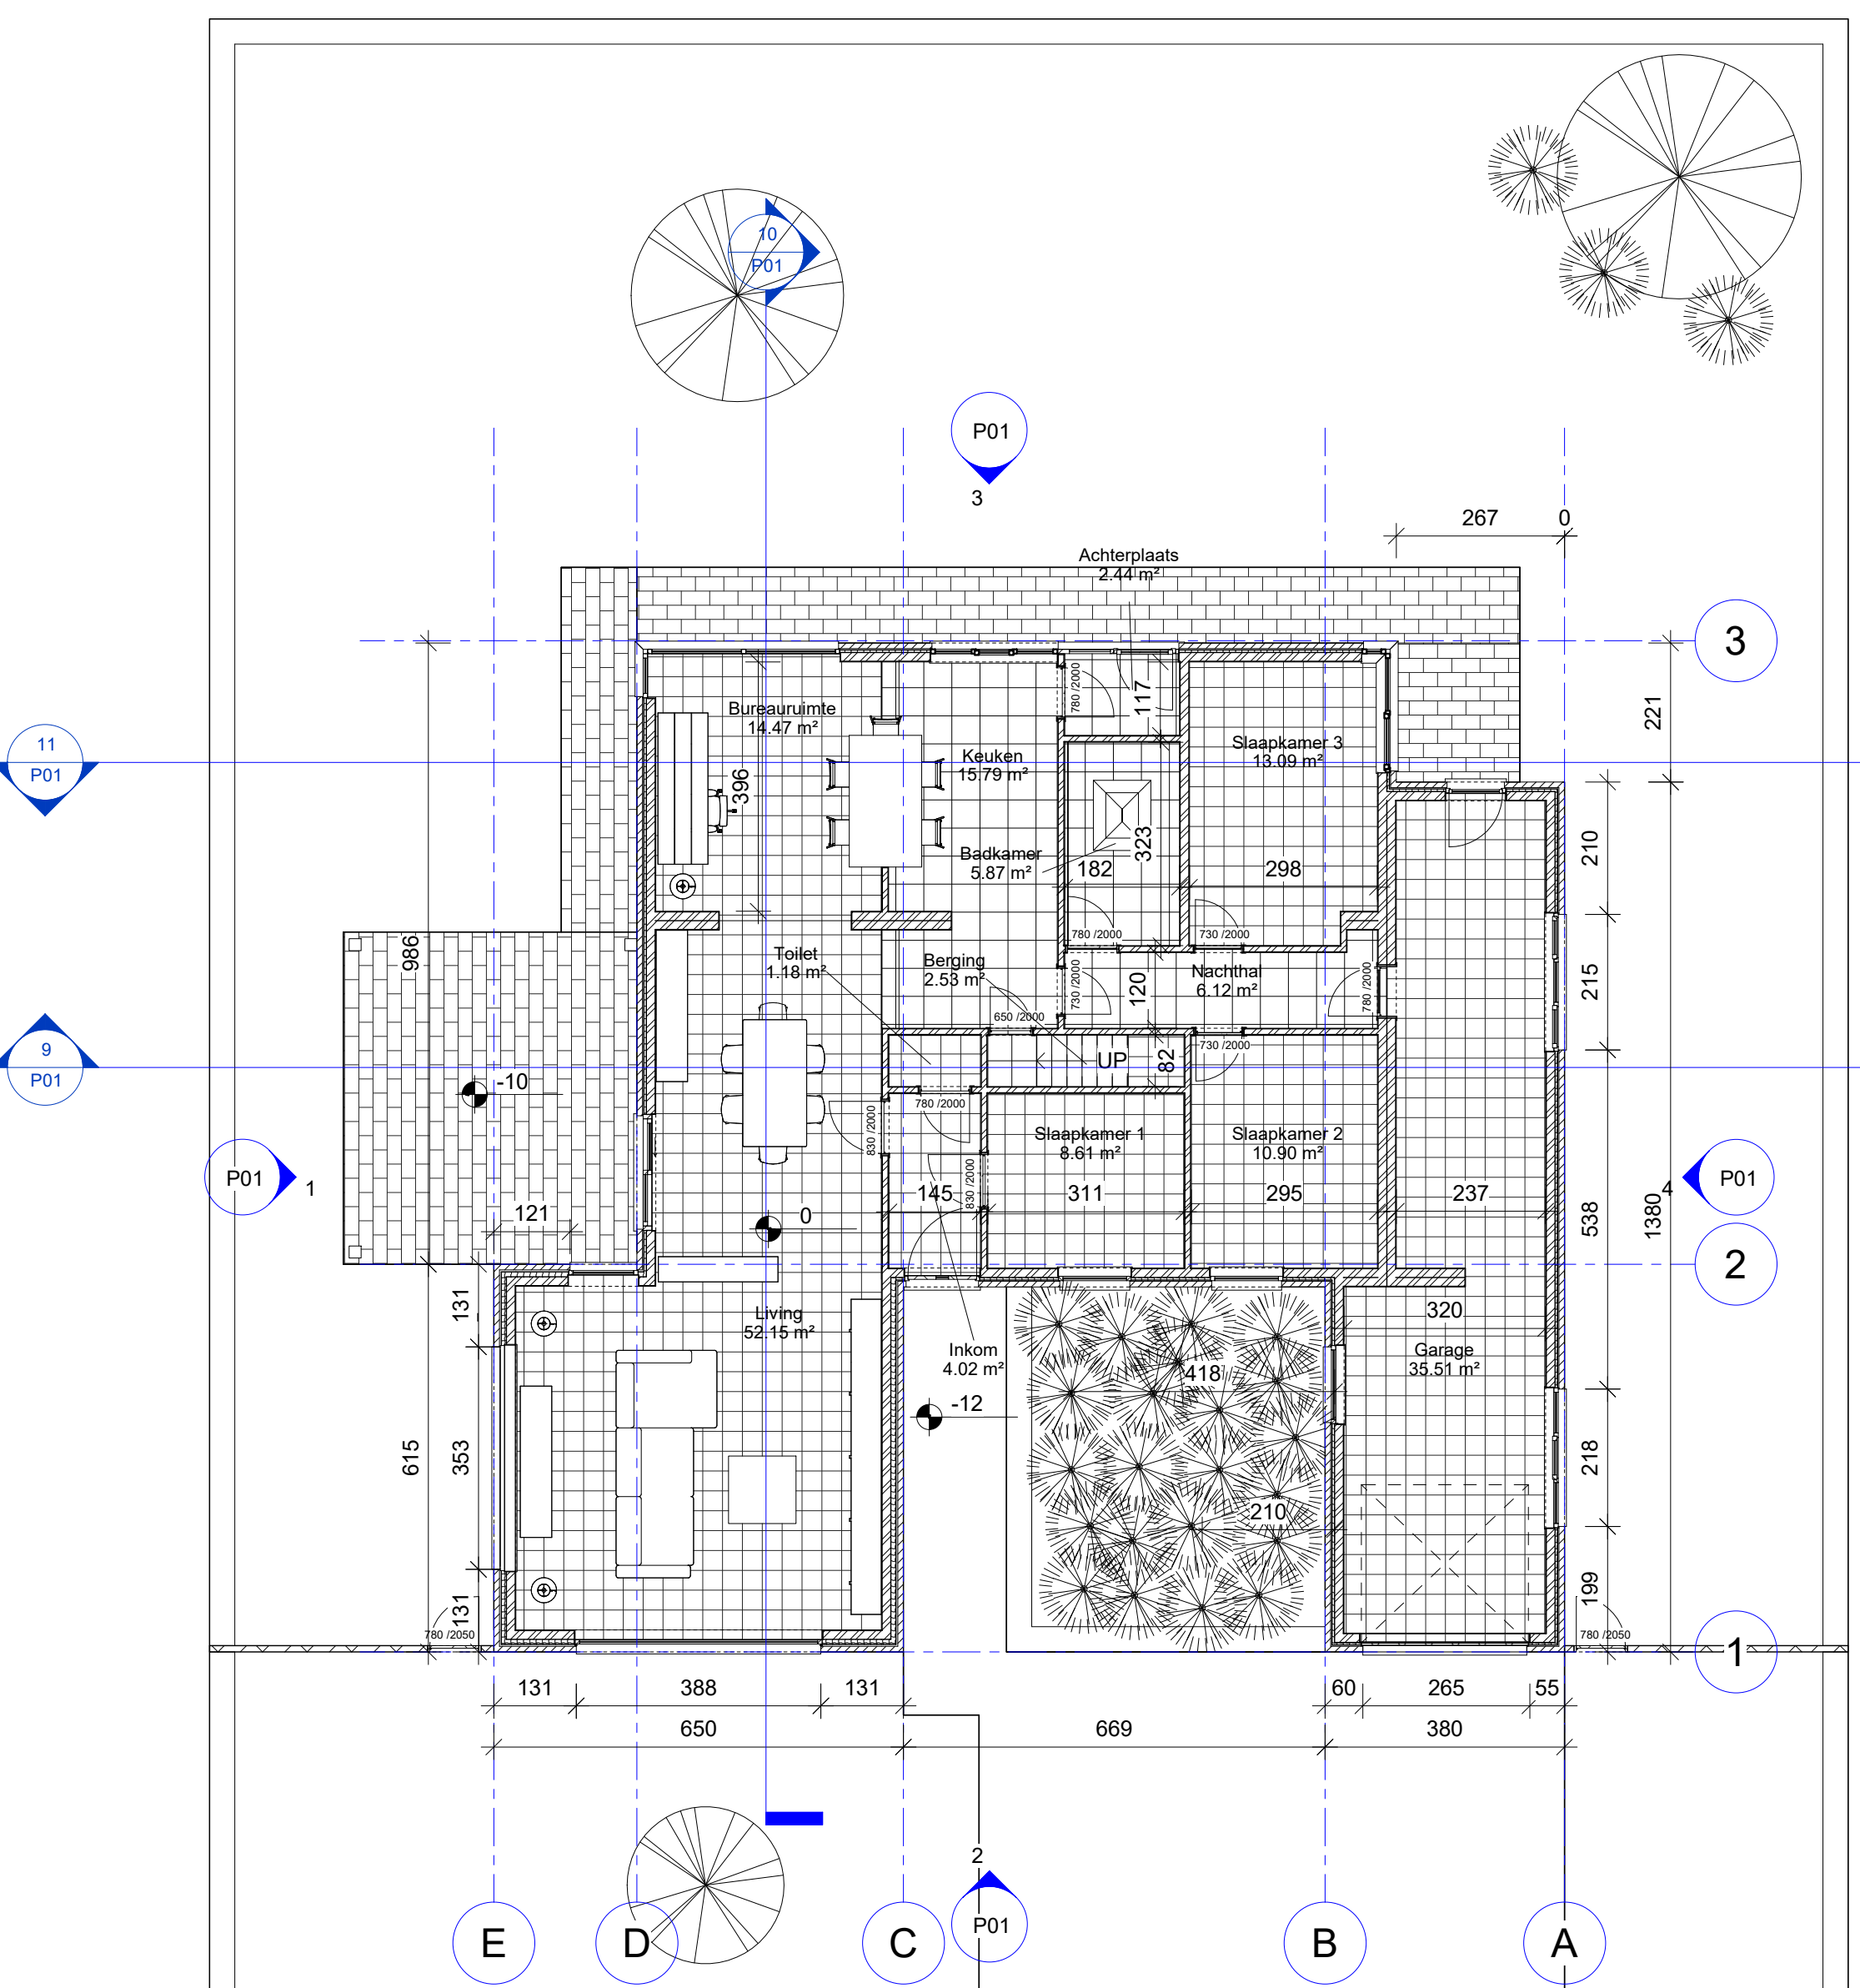 10
P01
P01
3
267
0
Achterplaats
2.44 m²
3
780 /2000
117
221
Bureauruimte
14.47 m²
11
P01
Keuken
15.79 m²
Slaapkamer 3
13.09 m²
396
323
210
Badkamer
5.87 m²
182
298
780 /2000
730 /2000
986
Toilet
1.18 m²
Berging
2.53 m²
730 /2000
120
Nachthal
6.12 m²
780 /2000
215
650 /2000
9
P01
UP
82
730 /2000
-10
780 /2000
830 /2000
Slaapkamer 1
8.61 m²
Slaapkamer 2
10.90 m²
P01
1
830 /2000
145
311
295
237
4
P01
121
0
538
1380
2
131
Living
52.15 m²
320
Inkom
4.02 m²
418
Garage
35.51 m²
-12
615
353
218
210
131
199
780 /2050
780 /2050
1
131
388
131
60
265
55
650
669
380
2
P01
E
D
C
B
A